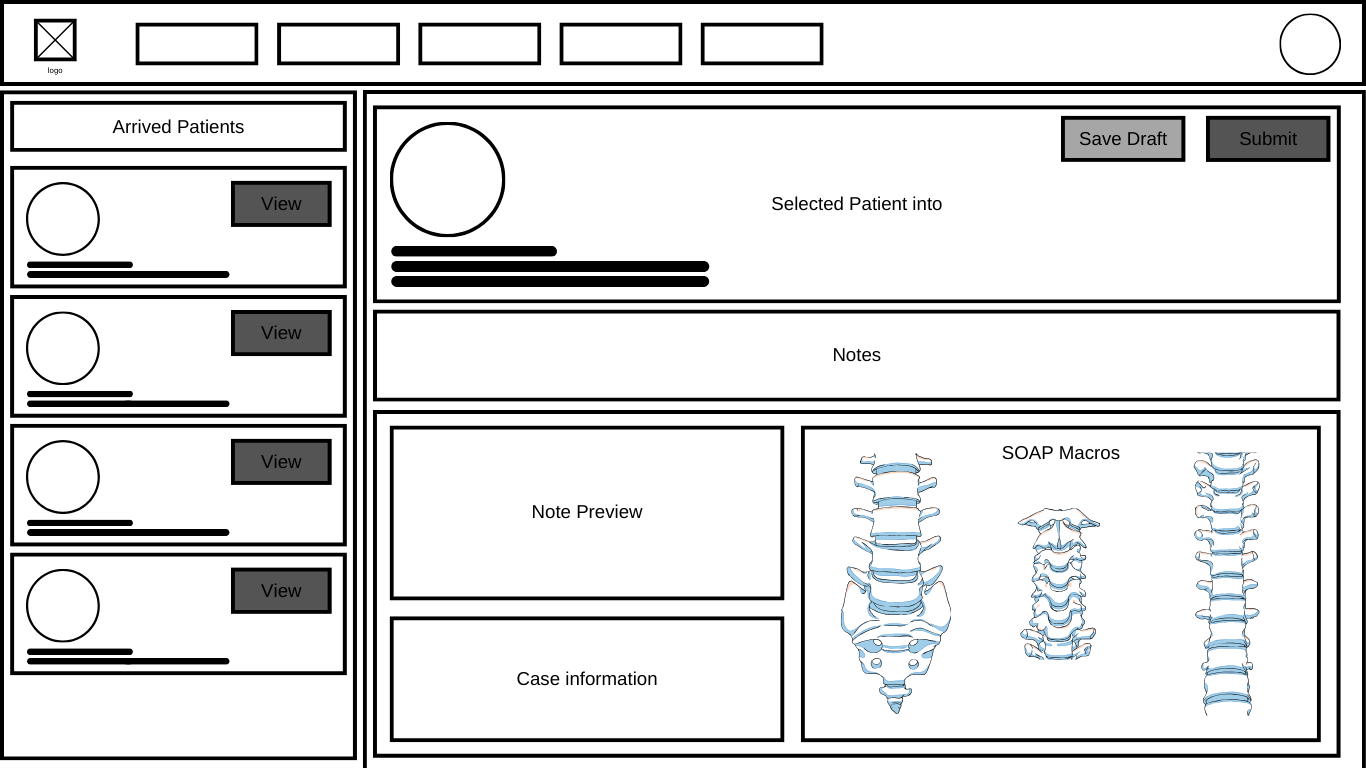 logo
Arrived Patients
View
View
View
View
Save Draft
Submit
Selected Patient into
Notes
Note Preview
Case information
SOAP Macros